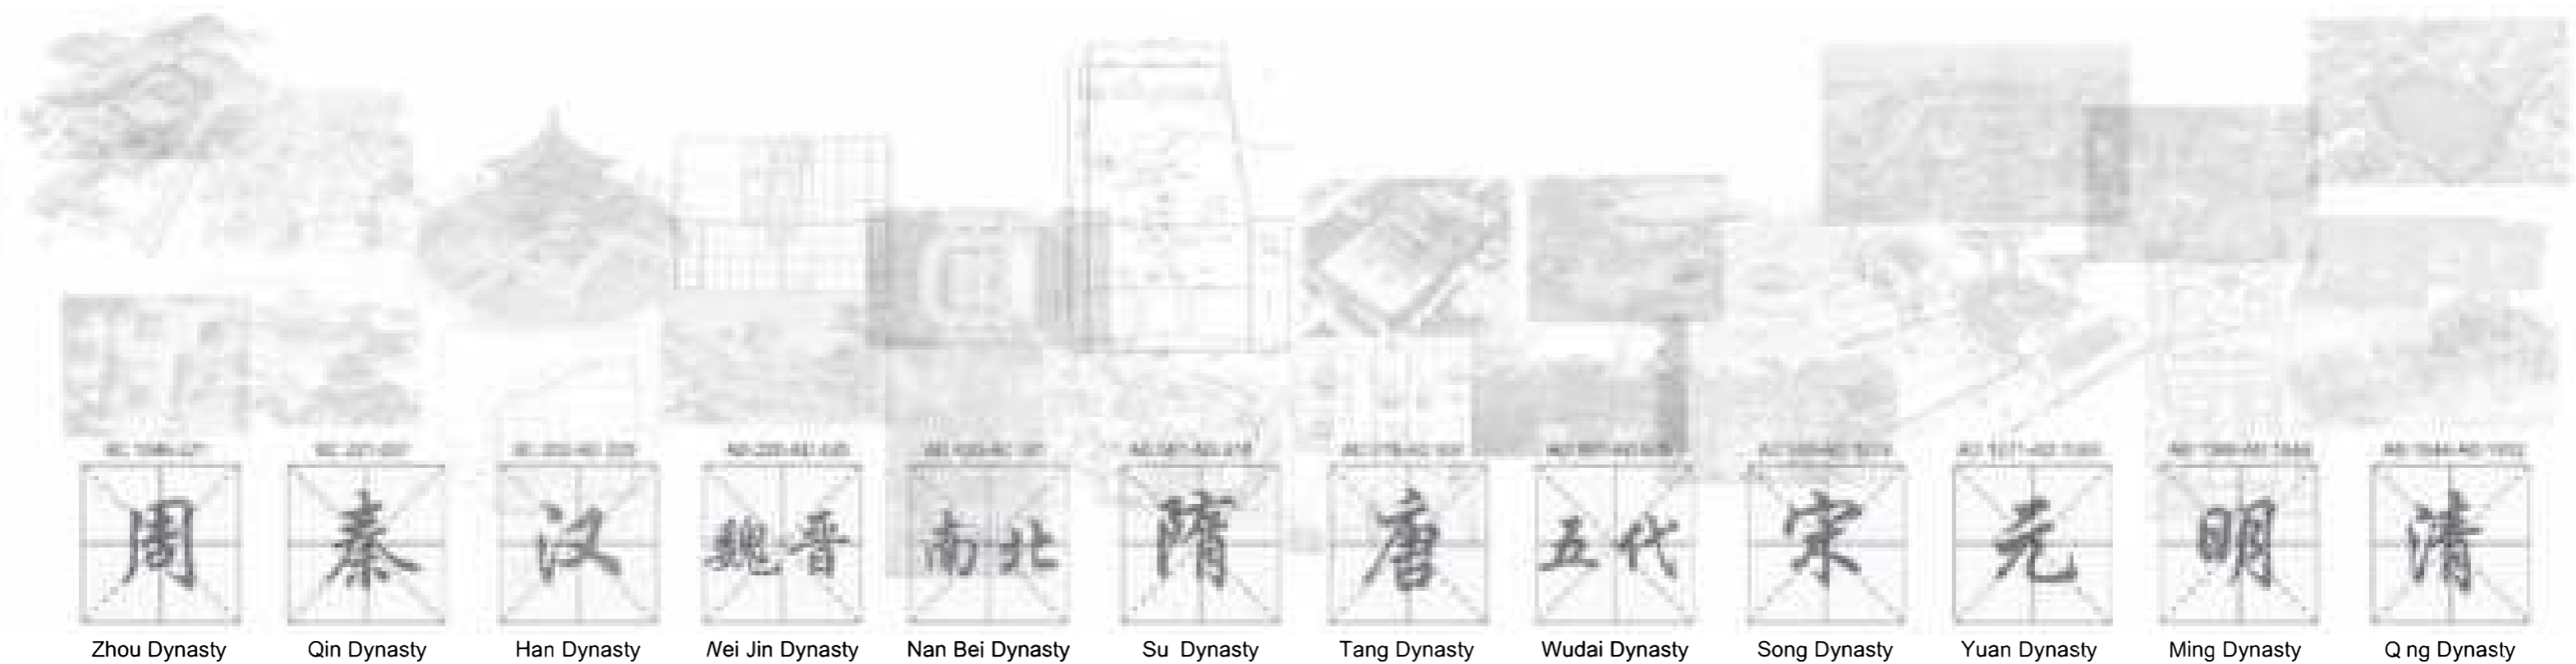 周 秦 汉 魏晋 南北 隋 唐 五代 宋 元 明 清
Zhou Dynasty Qin Dynasty Han Dynasty Wei Jin Dynasty Nan Bei Dynasty Su Dynasty Tang Dynasty Wudai Dynasty Song Dynasty Yuan Dynasty Ming Dynasty Q ng Dynasty